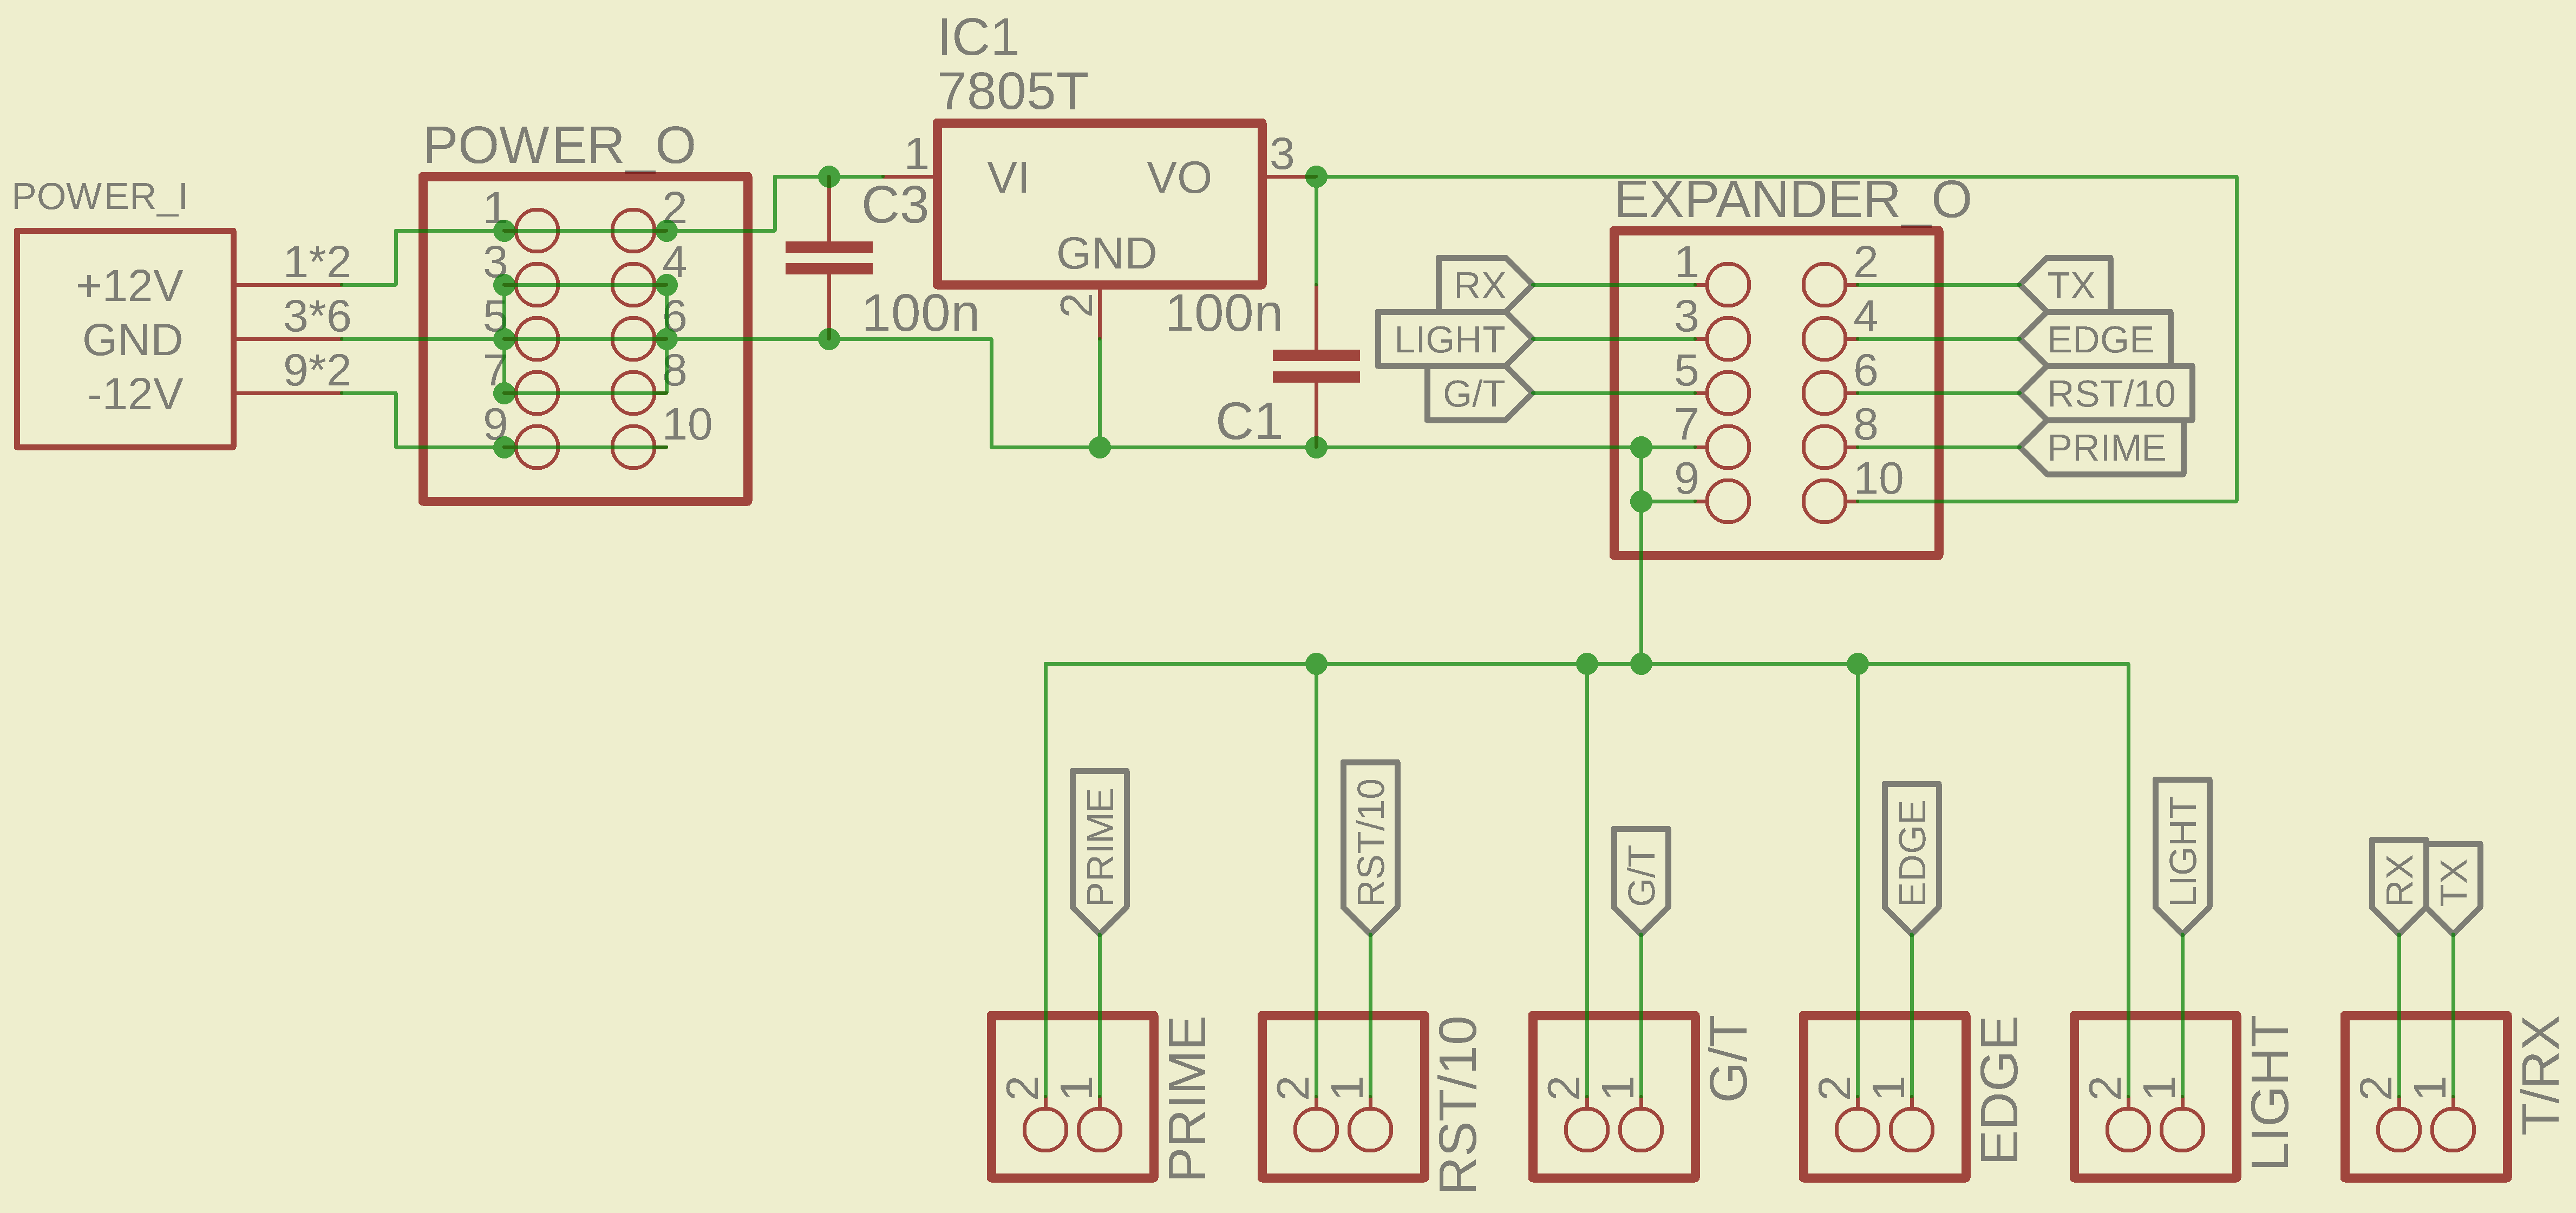 IC1
7805T
POWER_O
POWER_I
+12V
GND
-12V
1*2
3*6
9*2
1 2
3 4
5 6
7 8
9 10
C3
100n
1 VI VO 3
GND
2
100n
C1
EXPANDER_O
RX 1 2 TX
LIGHT 3 4 EDGE
G/T 5 6 RST/10
7 8 PRIME
9 10
PRIME
RST/10
G/T
EDGE
LIGHT
RX
TX
2 1 PRIME
2 1 RST/10
2 1 G/T
2 1 EDGE
2 1 LIGHT
2 1 T/RX